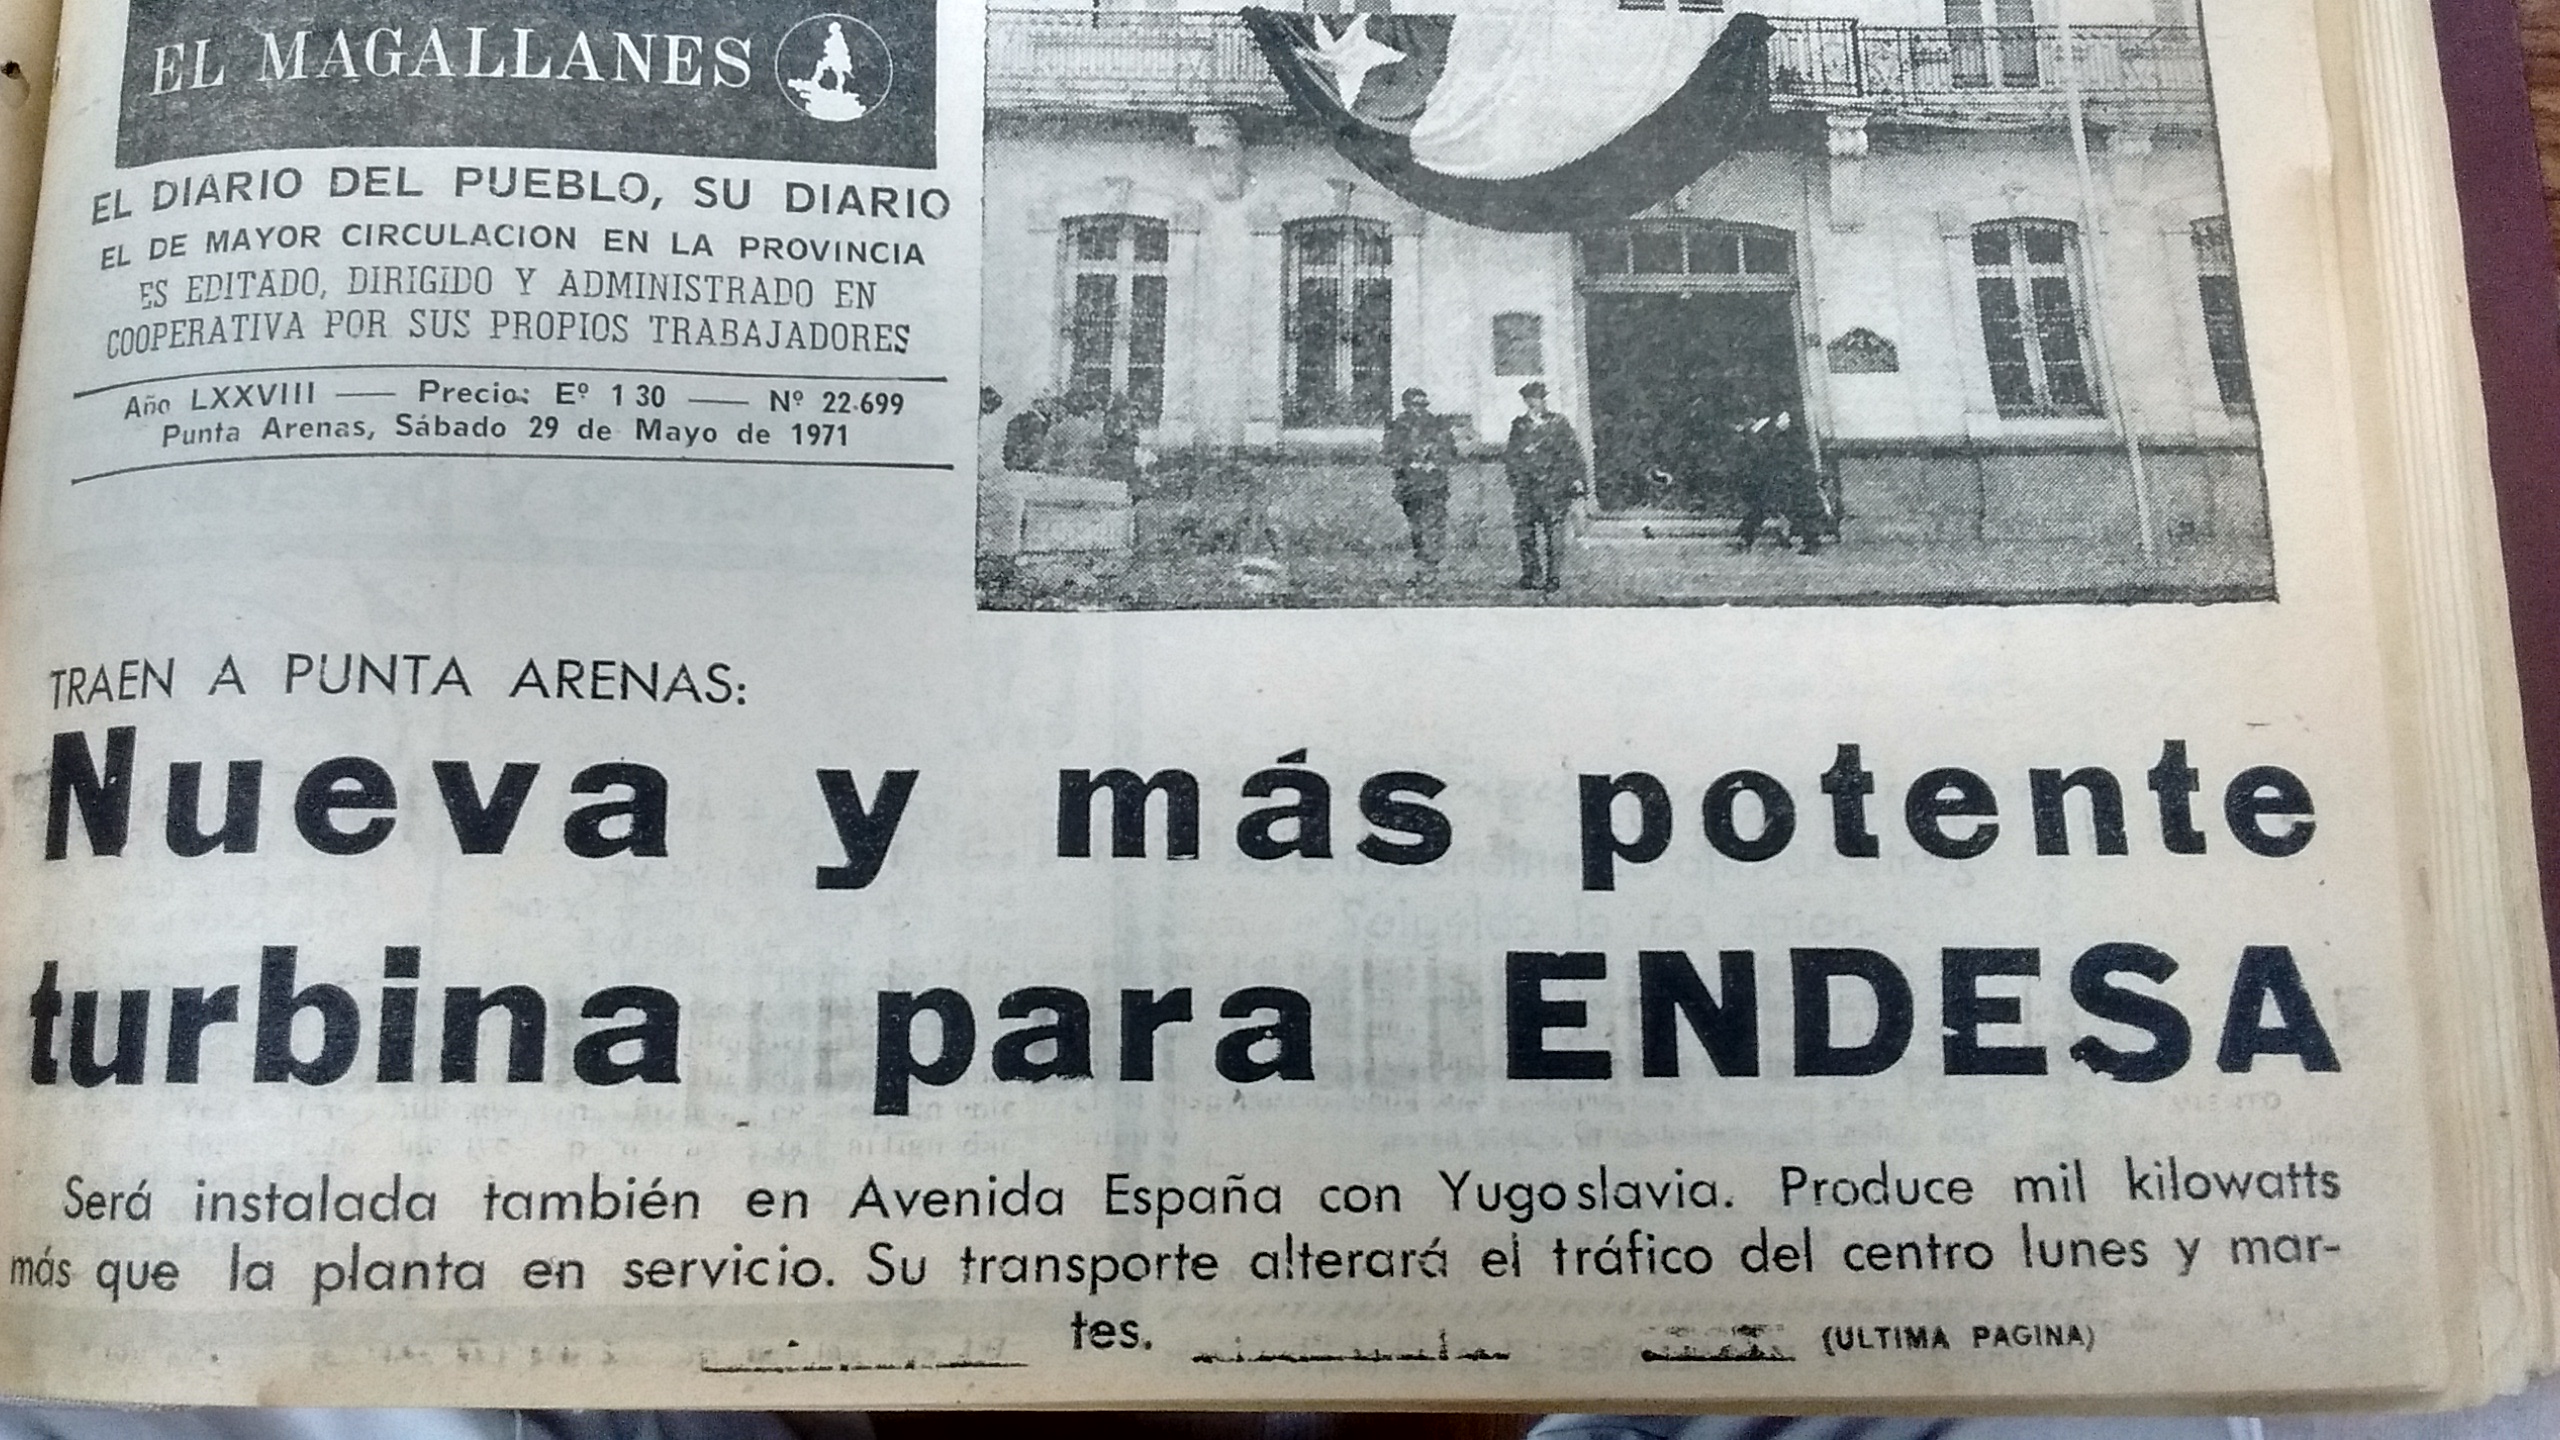 EL MAGALLANES
EL DIARIO DEL PUEBLO, SU DIARIO
EL DE MAYOR CIRCULACION EN LA PROVINCIA
ES EDITADO, DIRIGIDO Y ADMINISTRADO EN
COOPERATIVA POR SUS PROPIOS TRABAJADORES
Año LXXVIII — Precio: Eº 1 30 — Nº 22.699
Punta Arenas, Sábado 29 de Mayo de 1971
TRAEN A PUNTA ARENAS:
Nueva y más potente
turbina para ENDESA
Será instalada también en Avenida España con Yugoslavia. Produce mil kilowatts
más que la planta en servicio. Su transporte alterará el tráfico del centro lunes y mar-
tes. (ULTIMA PAGINA)